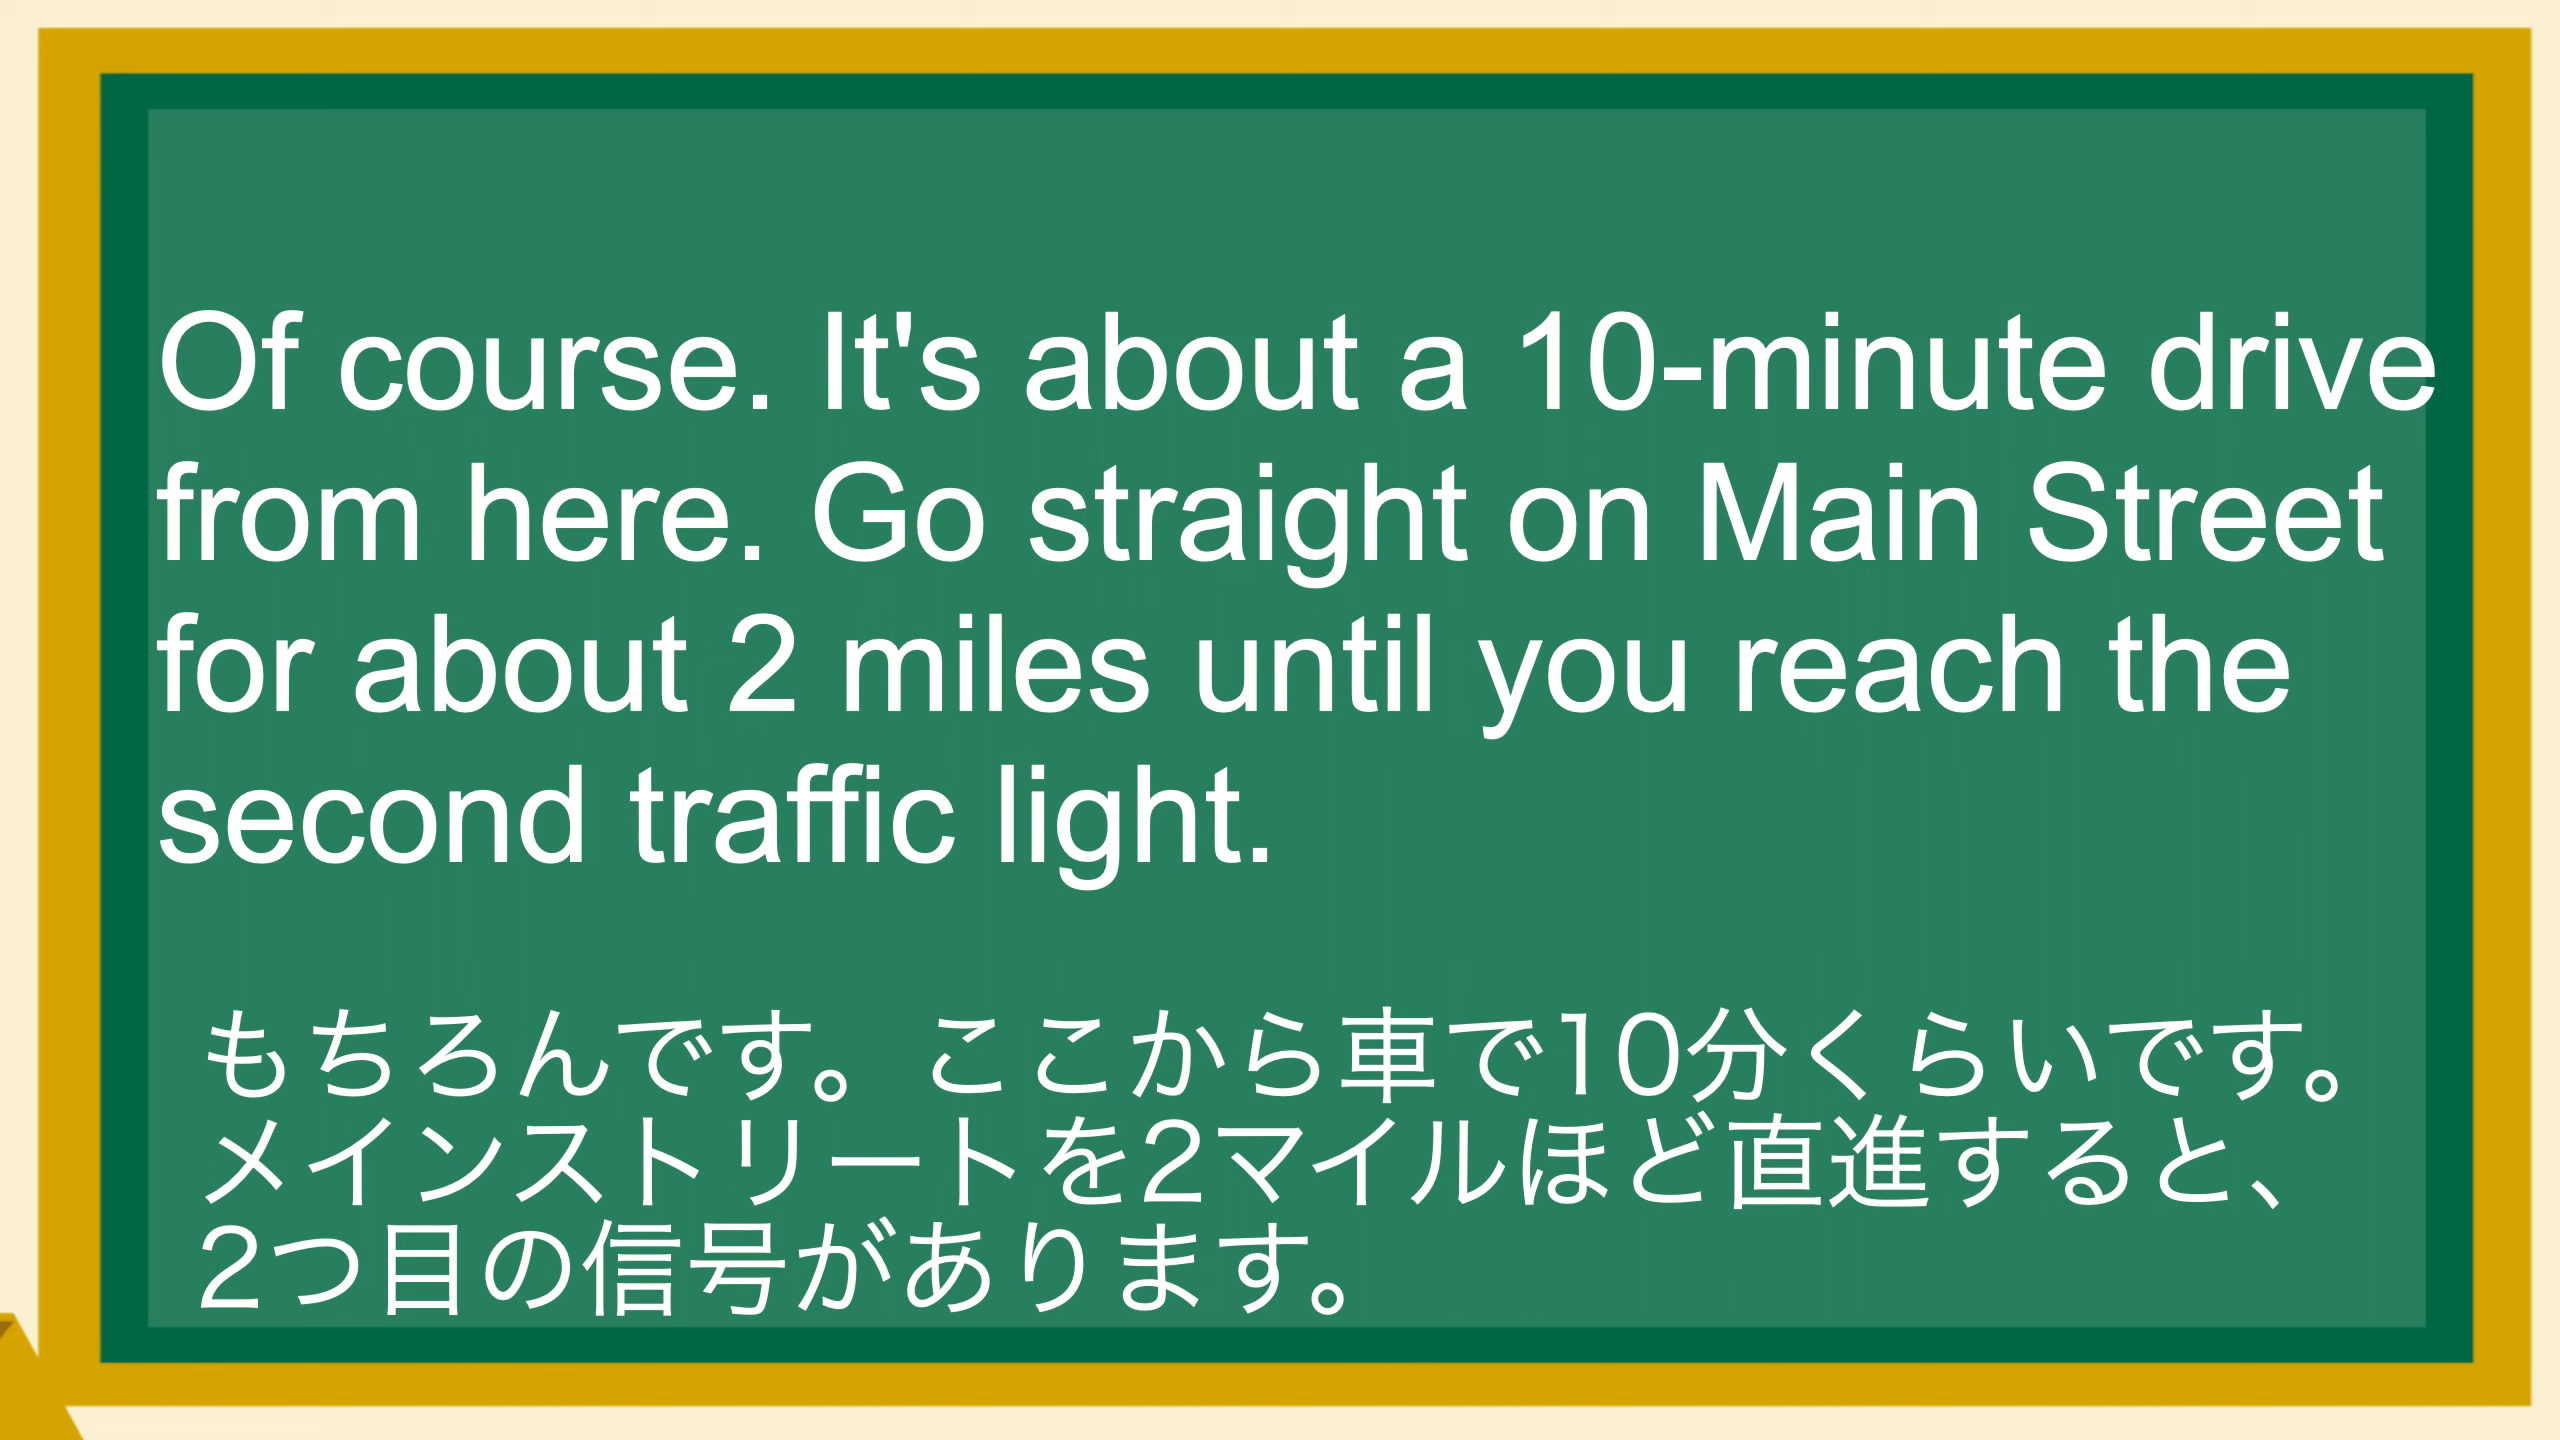 Of course. It's about a 10-minute drive
from here. Go straight on Main Street
for about 2 miles until you reach the
second traffic light.
もちろんです。ここから車で10分くらいです。
メインストリートを2マイルほど直進すると、
2つ目の信号があります。